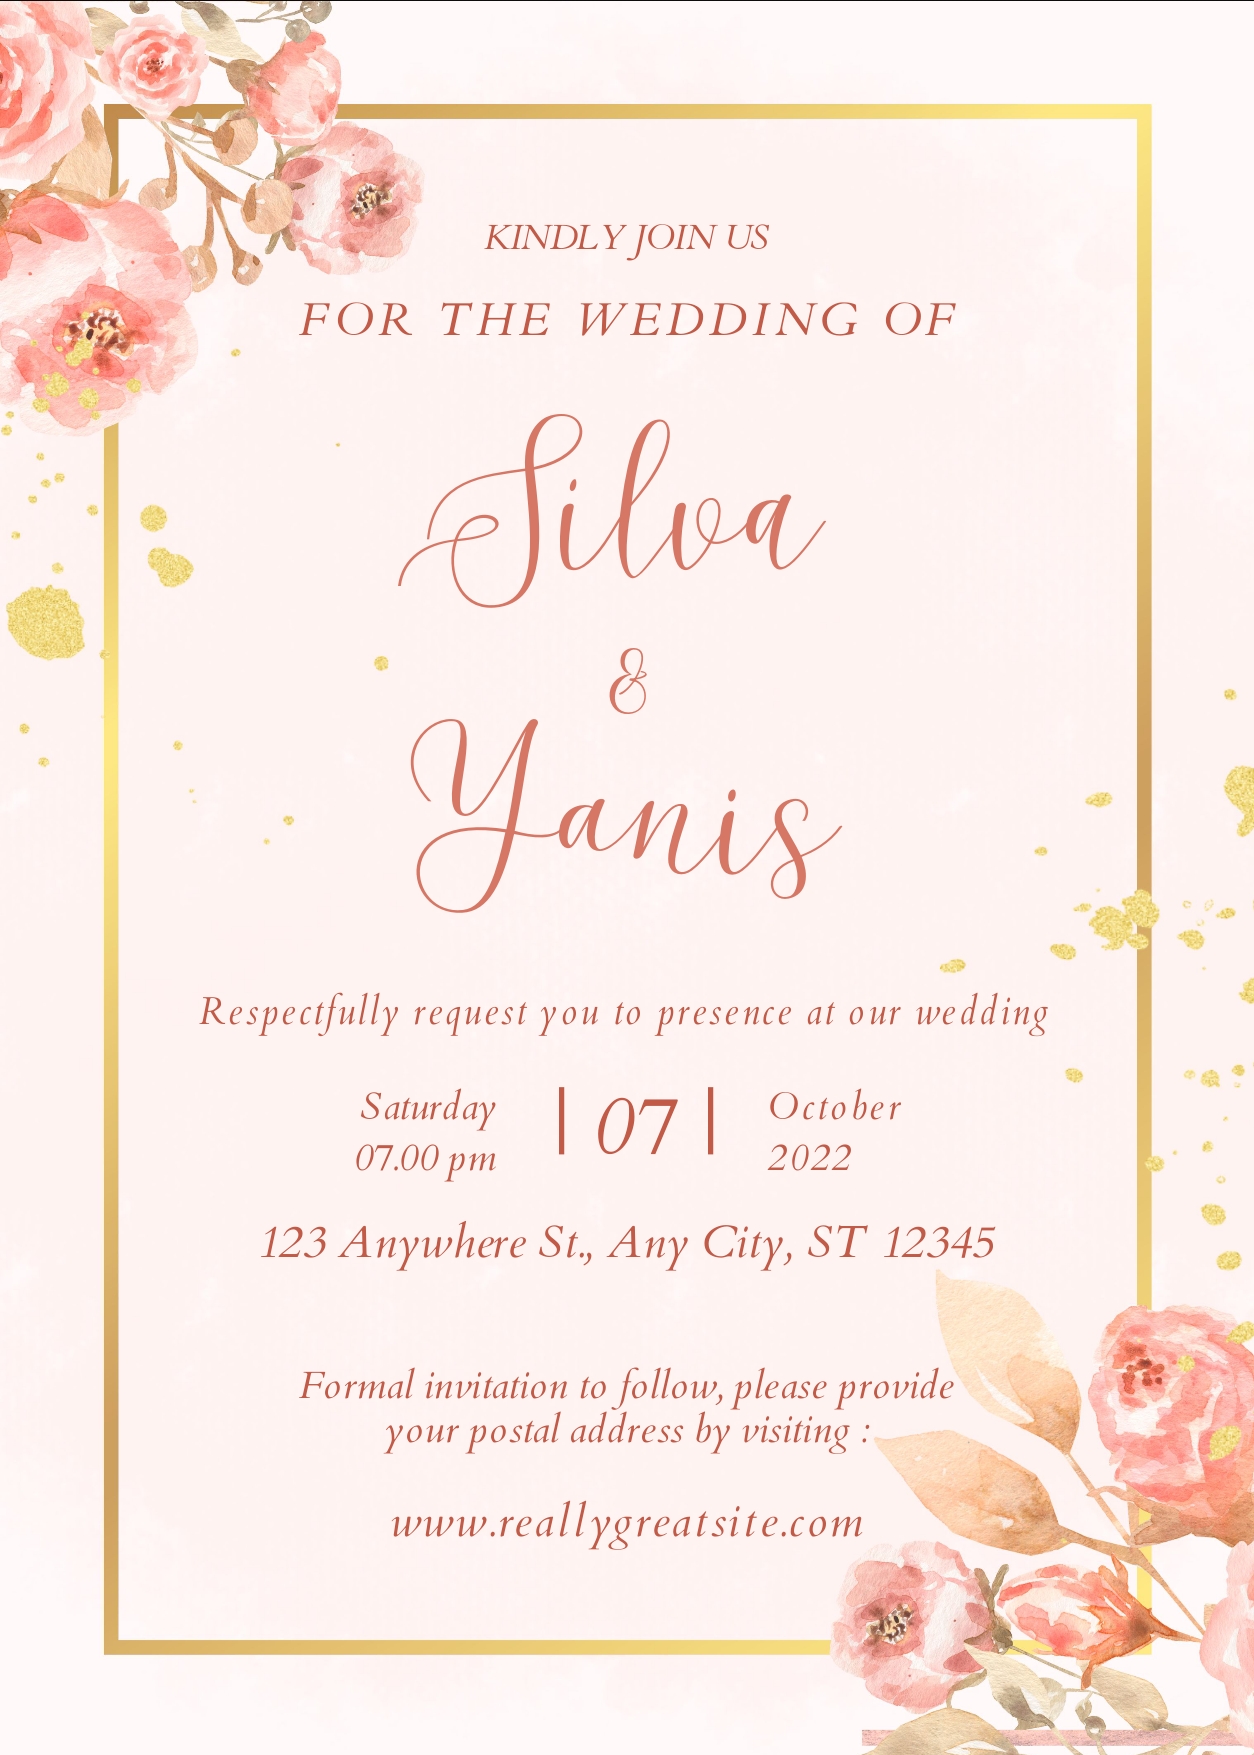 KINDLY JOIN US
FOR THE WEDDING OF
Silva
&
Yanis
Respectfully request you to presence at our wedding
Saturday
07.00 pm
| 07 |
October
2022
123 Anywhere St., Any City, ST 12345
Formal invitation to follow, please provide
your postal address by visiting :
www.reallygreatsite.com